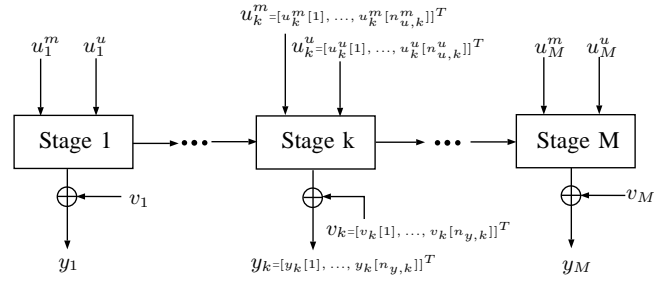 u_k^m=[u_k^m[1], ..., u_k^m[n_{u,k}^m]]^T
u_1^m u_1^u u_k^u=[u_k^u[1], ..., u_k^u[n_{u,k}^u]]^T u_M^m u_M^u
Stage 1 ••• Stage k ••• Stage M
v_1 v_M
v_k=[v_k[1], ..., v_k[n_{y,k}]]^T
y_1 y_k=[y_k[1], ..., y_k[n_{y,k}]]^T y_M